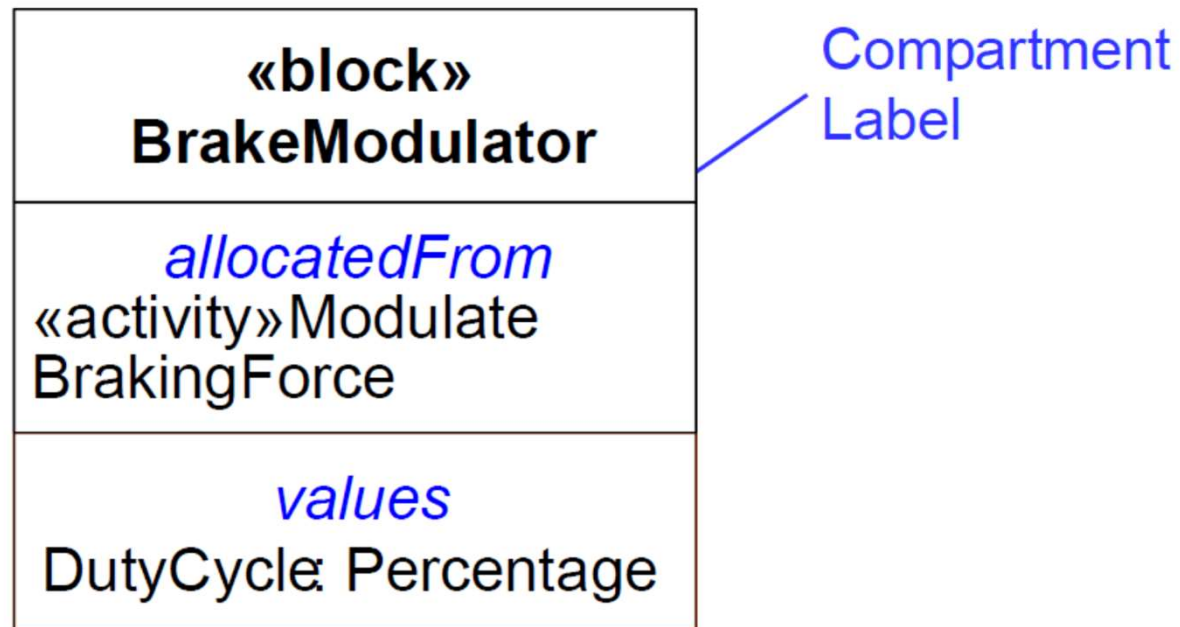 «block»
BrakeModulator
Compartment
Label
allocatedFrom
«activity»Modulate
BrakingForce
values
DutyCycle: Percentage